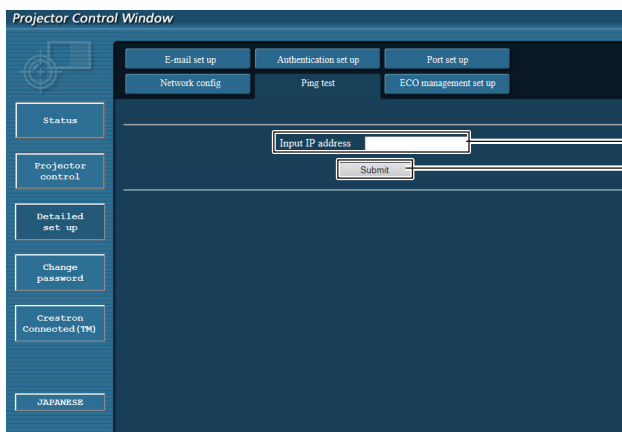 Projector Control Window
E-mail set up
Authentication set up
Port set up
Network config
Ping test
ECO management set up
Status
Projector
control
Detailed
set up
Change
password
Crestron
Connected(TM)
JAPANESE
Input IP address
Submit